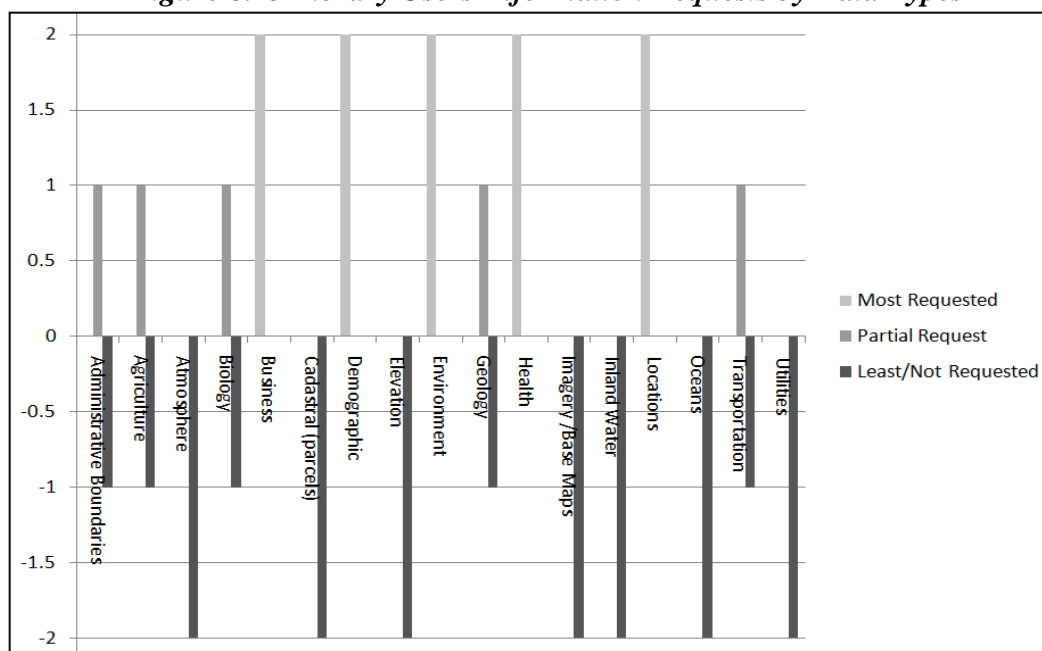 2
1.5
1
0.5
0
-0.5
-1
-1.5
-2
Administrative Boundaries
Agriculture
Atmosphere
Biology
Business
Cadastral (parcels)
Demographic
Elevation
Environment
Geology
Health
Imagery /Base Maps
Inland Water
Locations
Oceans
Transportation
Utilities
Most Requested
Partial Request
Least/Not Requested